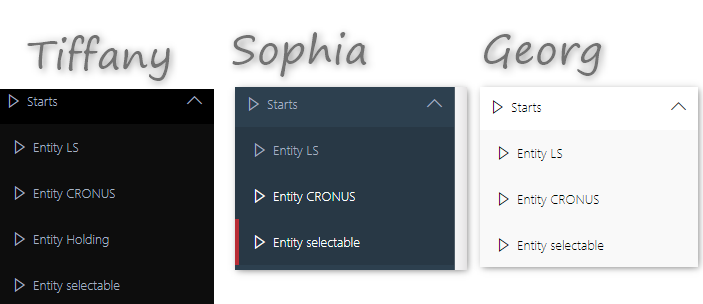 Tiffany
Starts
Entity LS
Entity CRONUS
Entity Holding
Entity selectable
Sophia
Starts
Entity LS
Entity CRONUS
Entity selectable
Georg
Starts
Entity LS
Entity CRONUS
Entity selectable